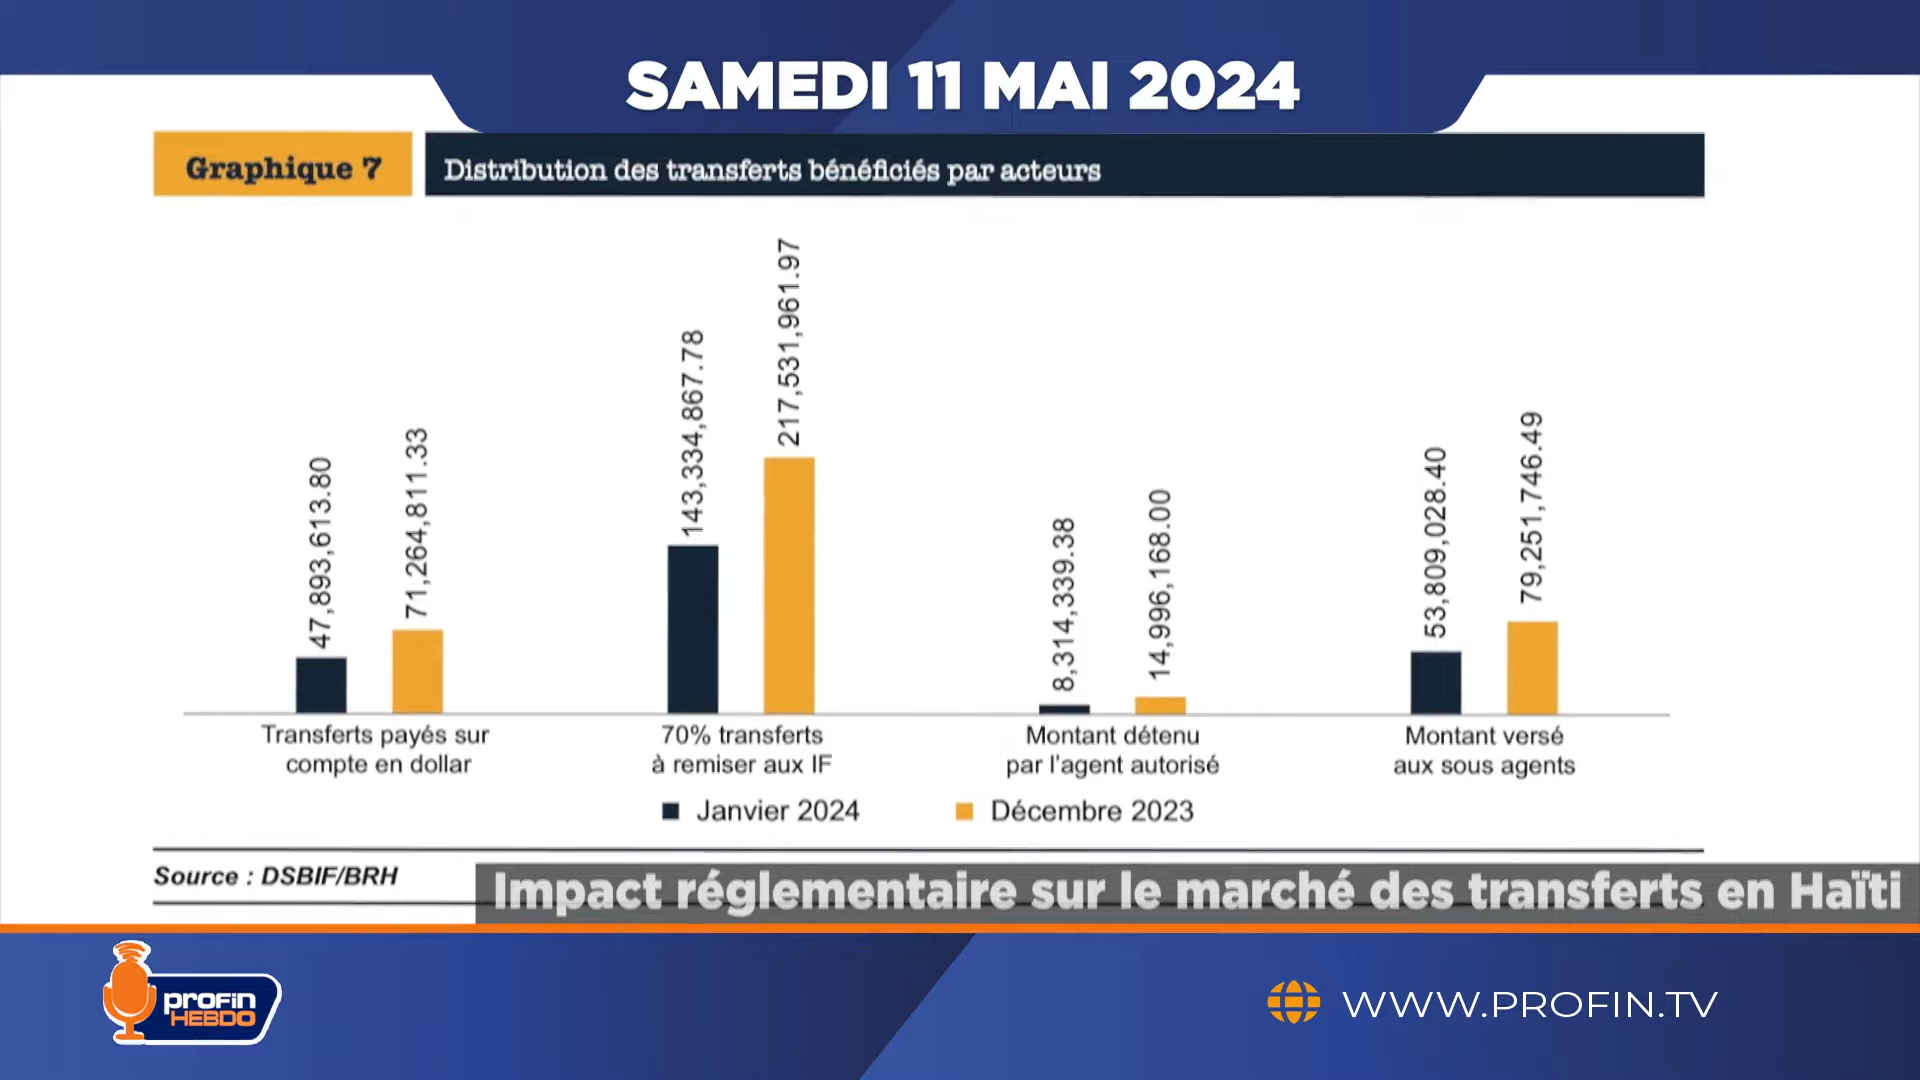 SAMEDI 11 MAI 2024
Graphique 7
Distribution des transferts bénéficiés par acteurs
47,893,613.80
71,264,811.33
143,334,867.78
217,531,961.97
8,314,339.38
14,996,168.00
53,809,028.40
79,251,746.49
Transferts payés sur
compte en dollar
70% transferts
à remiser aux IF
Montant détenu
par l'agent autorisé
Montant versé
aux sous agents
Janvier 2024
Décembre 2023
Source : DSBIF/BRH
Impact réglementaire sur le marché des transferts en Haïti
PROFIN
HEBDO
WWW.PROFIN.TV